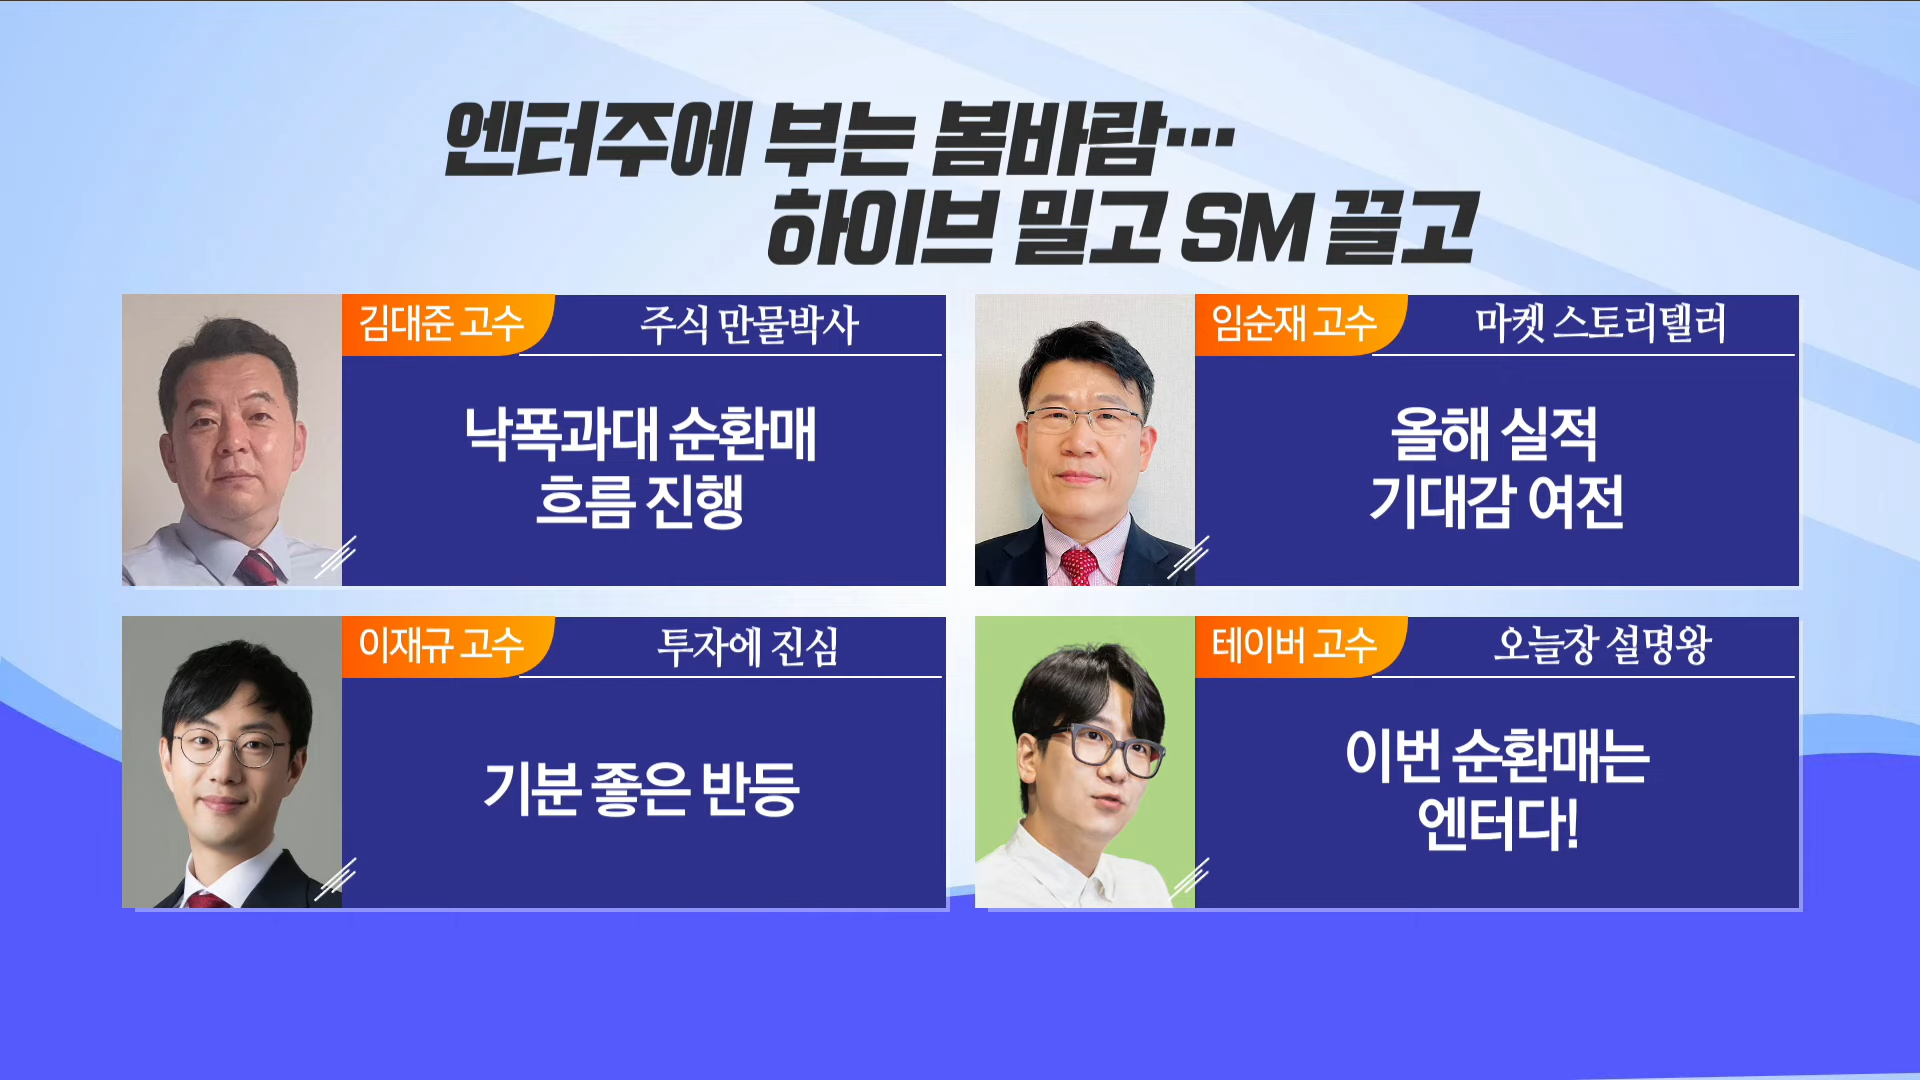 엔터주에 부는 봄바람…
하이브 밀고 SM 끌고
김대준 고수
주식 만물박사
낙폭과대 순환매
흐름 진행
임순재 고수
마켓 스토리텔러
올해 실적
기대감 여전
이재규 고수
투자에 진심
기분 좋은 반등
테이버 고수
오늘장 설명왕
이번 순환매는
엔터다!